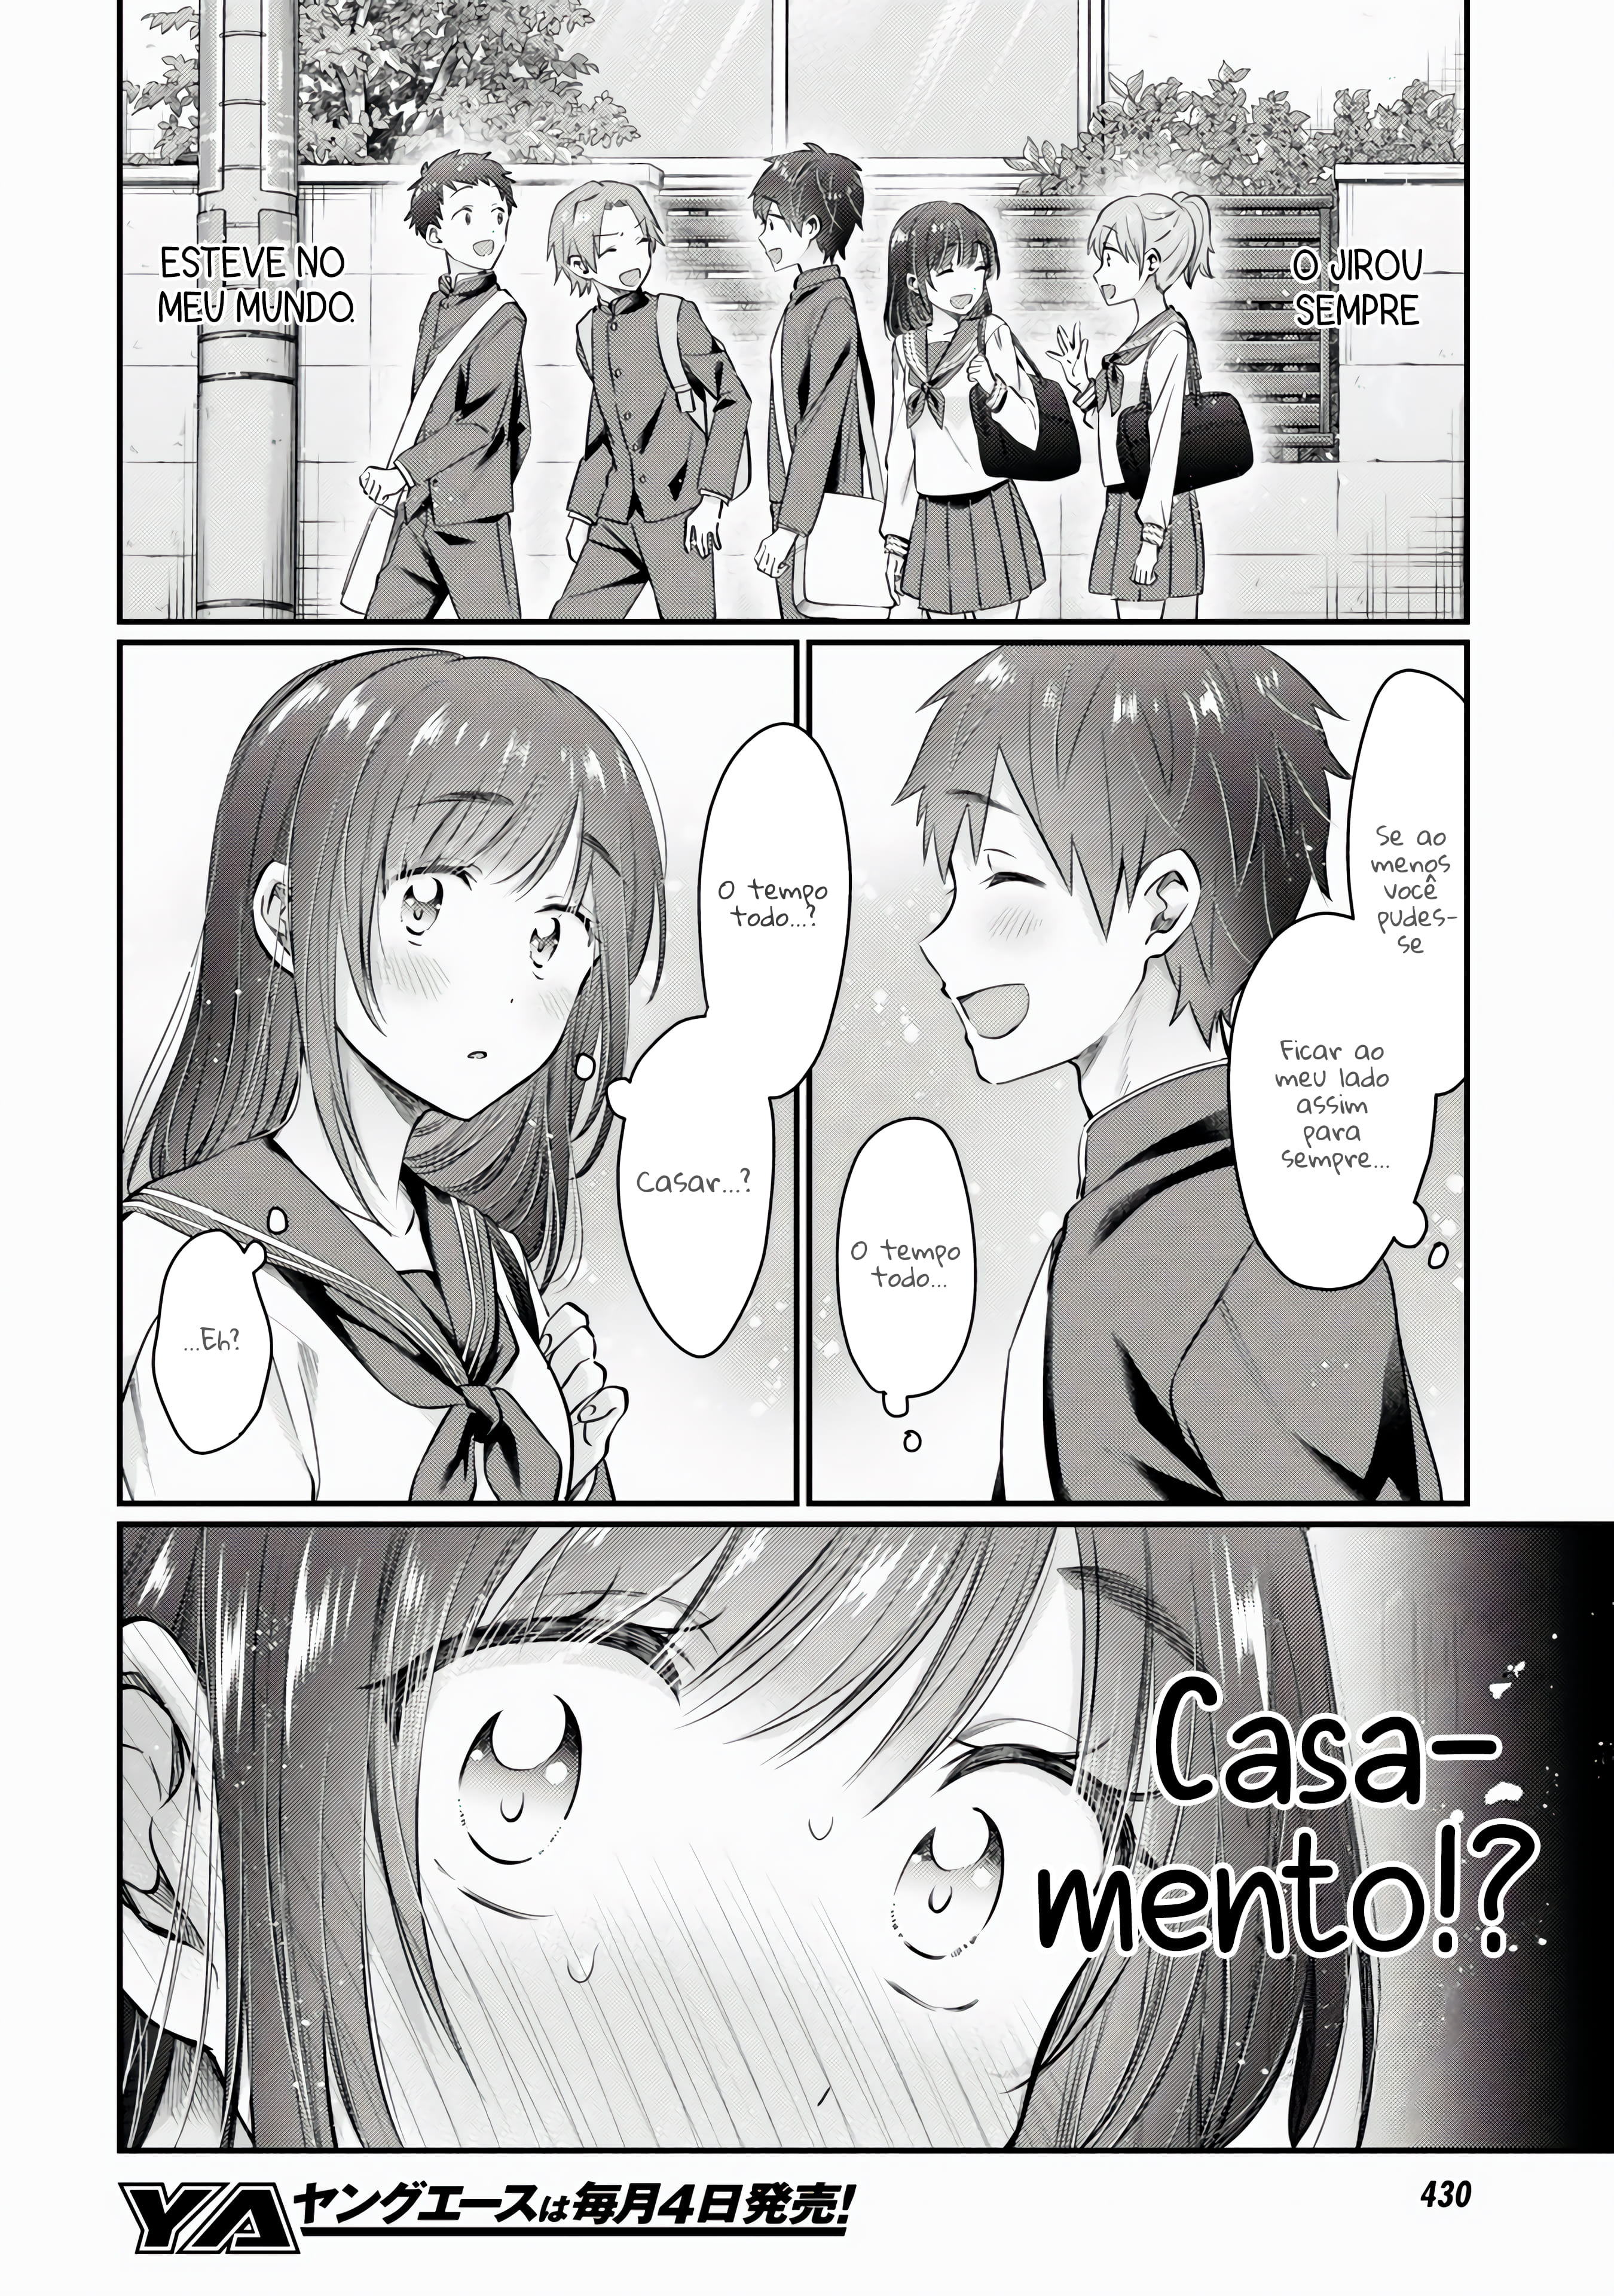 O JIROU
SEMPRE
ESTEVE NO
MEU MUNDO.
Se ao
menos
você
pudes-
se
Ficar ao
meu lado
assim
para
sempre...
O tempo
todo...
O tempo
todo...?
Casar...?
...Eh?
Casa-
mento!?
YA ヤングエースは毎月4日発売!
430